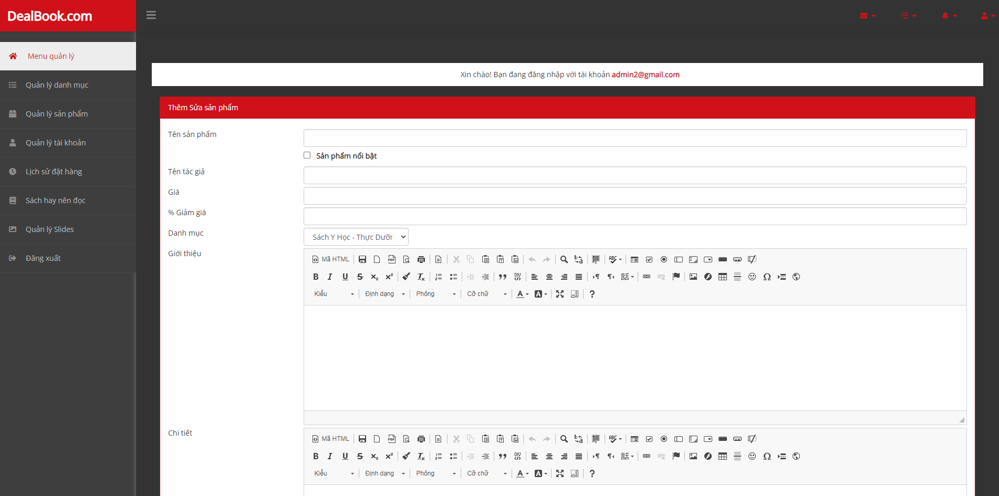 DealBook.com
Menu quản lý
Quản lý danh mục
Quản lý sản phẩm
Quản lý tài khoản
Lịch sử đặt hàng
Sách hay nên đọc
Quản lý Slides
Đăng xuất
Xin chào! Bạn đang đăng nhập với tài khoản admin2@gmail.com
Thêm Sửa sản phẩm
Tên sản phẩm
Sản phẩm nổi bật
Tên tác giả
Giá
% Giảm giá
Danh mục
Sách Y Học - Thực Dưỡn
Giới thiệu
Mã HTML
Kiểu Định dạng Phông Cỡ chữ
Chi tiết
Mã HTML
Kiểu Định dạng Phông Cỡ chữ